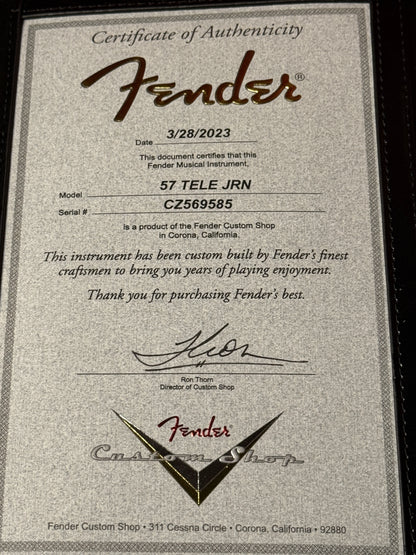 Certificate of Authenticity
Fender®
Date 3/28/2023
This document certifies that this
Fender Musical Instrument,
Model 57 TELE JRN
Serial # CZ569585
Is a product of the Fender Custom Shop
in Corona, California.
This instrument has been custom built by Fender's finest
craftsmen to bring you years of playing enjoyment.
Thank you for purchasing Fender's best.
Ron Thorn
Director of Custom Shop
Fender
Custom Shop
Fender Custom Shop • 311 Cessna Circle • Corona, California • 92880